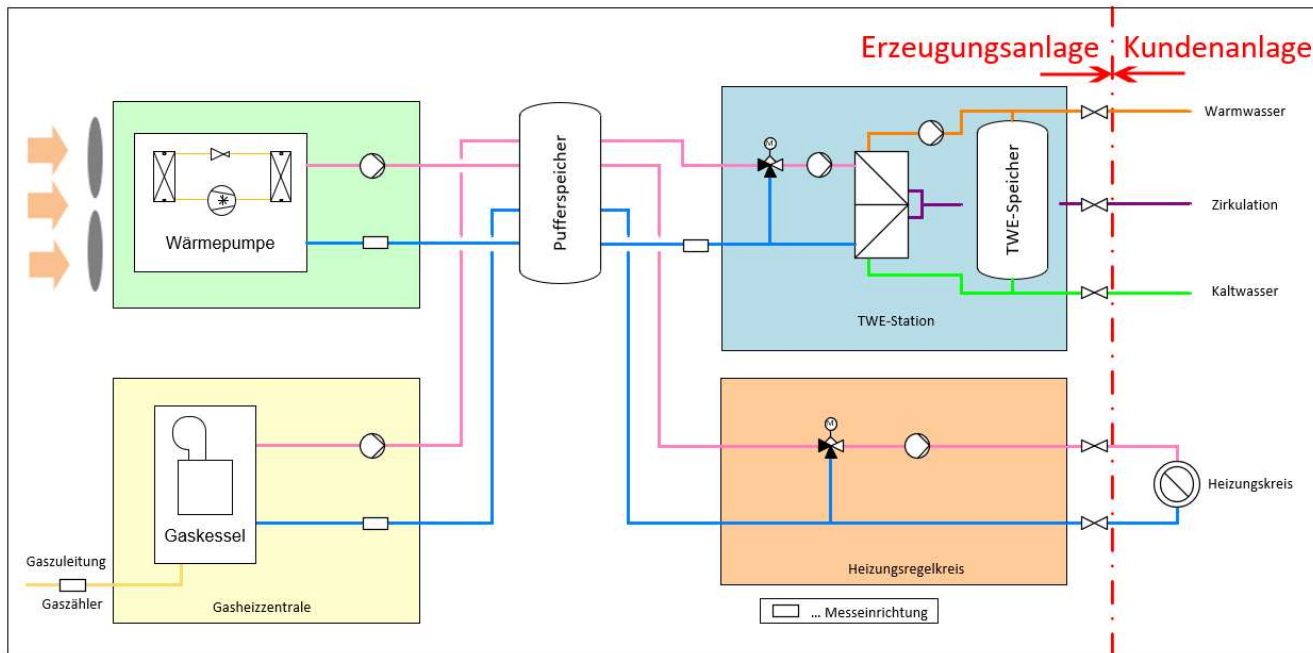 Erzeugungsanlage
Kundenanlage
Wärmepumpe
Pufferspeicher
M
TWE-Speicher
TWE-Station
Warmwasser
Zirkulation
Kaltwasser
Gaskessel
Gaszuleitung
Gaszähler
Gasheizzentrale
M
Heizungsregelkreis
Heizungskreis
... Messeinrichtung